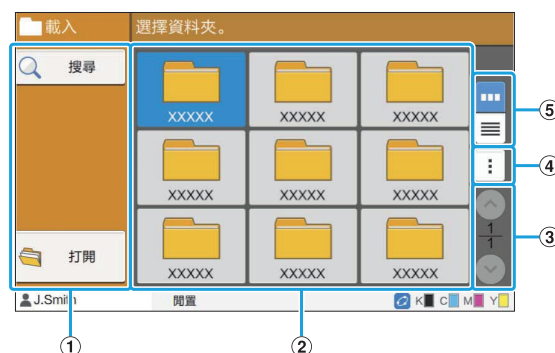 載入
選擇資料夾。
搜尋
打開
XXXXX
XXXXX
XXXXX
XXXXX
XXXXX
XXXXX
XXXXX
XXXXX
XXXXX
⑤
④
③
1
1
J.Smith
閒置
K C M Y
①
②